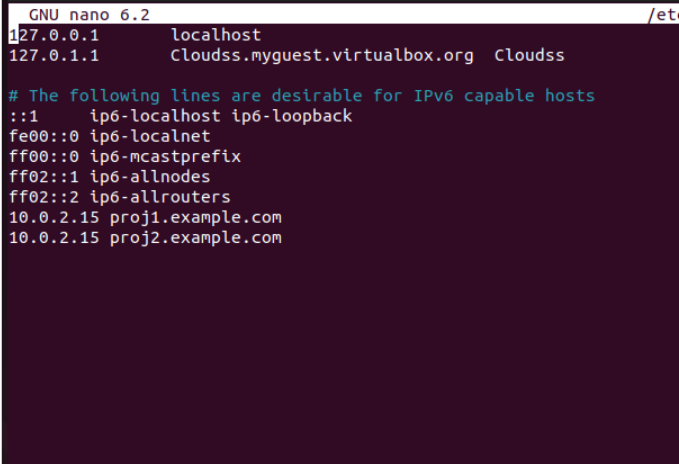 GNU nano 6.2 /etc
127.0.0.1 localhost
127.0.1.1 Cloudss.myguest.virtualbox.org Cloudss
# The following lines are desirable for IPv6 capable hosts
::1 ip6-localhost ip6-loopback
fe00::0 ip6-localnet
ff00::0 ip6-mcastprefix
ff02::1 ip6-allnodes
ff02::2 ip6-allrouters
10.0.2.15 proj1.example.com
10.0.2.15 proj2.example.com